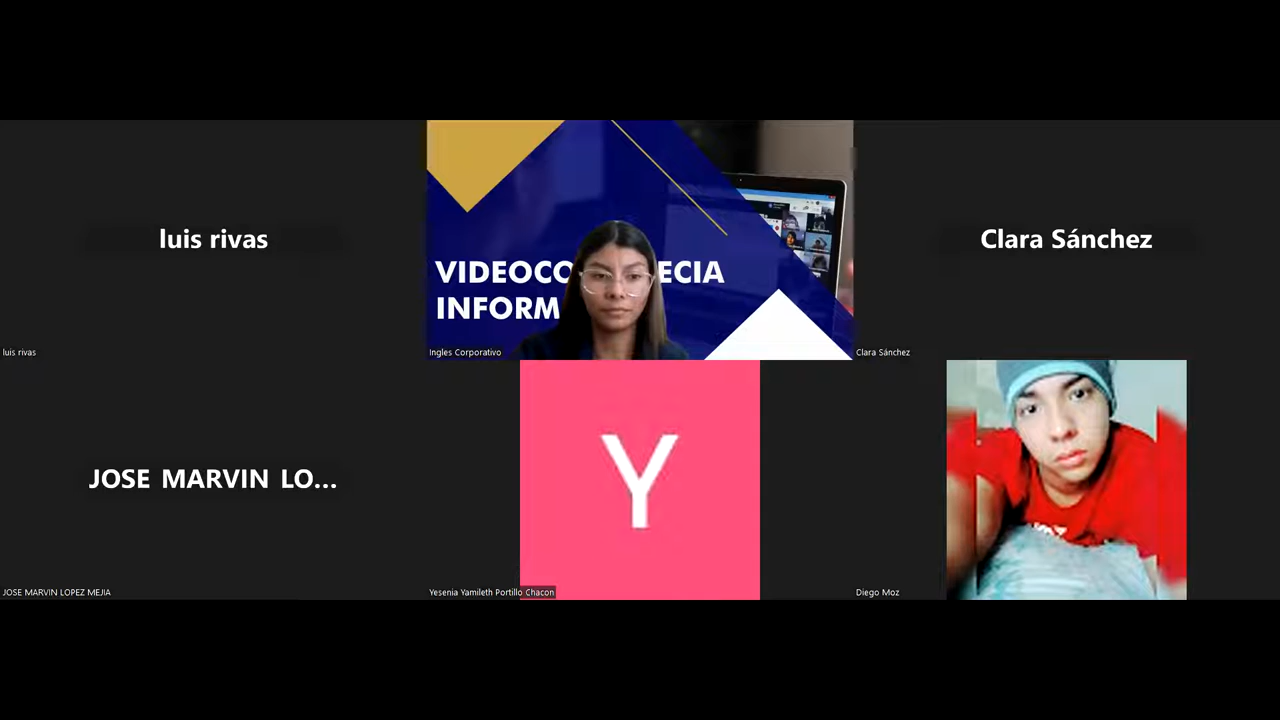 luis rivas
luis rivas
VIDEOCO ECIA
INFORM
Ingles Corporativo
Clara Sánchez
Clara Sánchez
JOSE MARVIN LO...
JOSE MARVIN LOPEZ MEJIA
Y
Yesenia Yamileth Portillo Chacon
Diego Moz